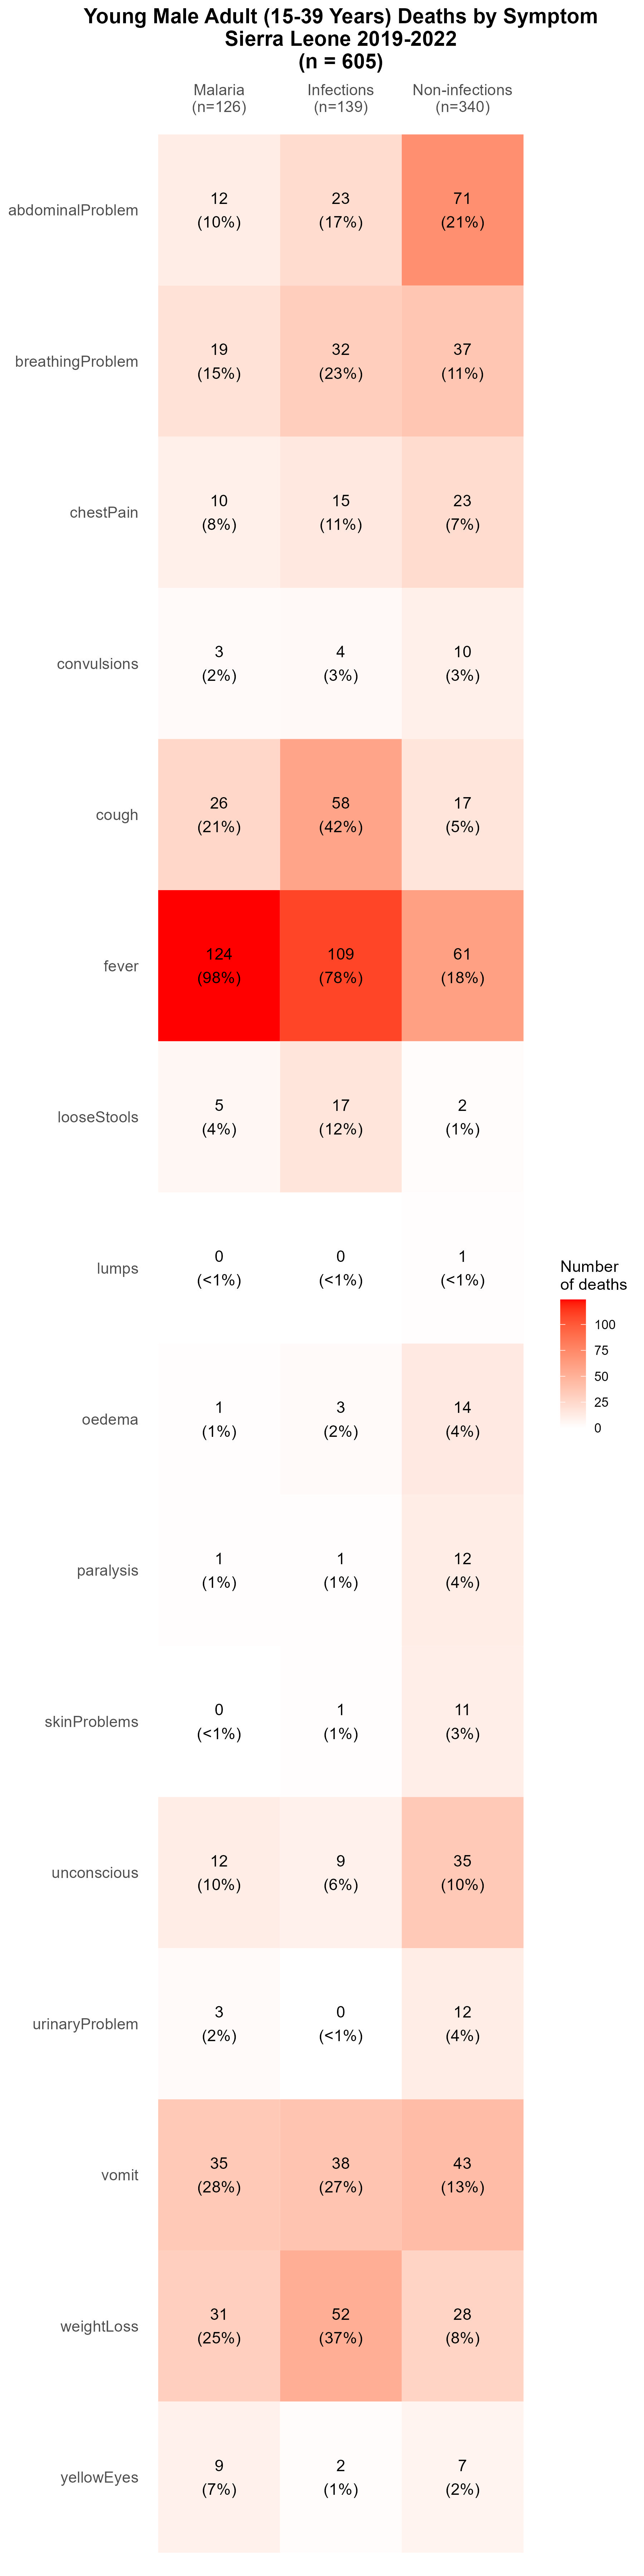 Young Male Adult (15-39 Years) Deaths by Symptom
Sierra Leone 2019-2022
(n = 605)
Malaria Infections Non-infections
(n=126) (n=139) (n=340)
12 23 71
abdominalProblem
(10%) (17%) (21%)
19 32 37
breathingProblem
(15%) (23%) (11%)
10 15 23
chestPain
(8%) (11%) (7%)
3 4 10
convulsions
(2%) (3%) (3%)
26 58 17
cough
(21%) (42%) (5%)
124 109 61
fever
(98%) (78%) (18%)
5 17 2
looseStools
(4%) (12%) (1%)
0 0 1
lumps
(<1%) (<1%) (<1%)
Number
of deaths
100
75
50
25
0
1 3 14
oedema
(1%) (2%) (4%)
1 1 12
paralysis
(1%) (1%) (4%)
0 1 11
skinProblems
(<1%) (1%) (3%)
12 9 35
unconscious
(10%) (6%) (10%)
3 0 12
urinaryProblem
(2%) (<1%) (4%)
35 38 43
vomit
(28%) (27%) (13%)
31 52 28
weightLoss
(25%) (37%) (8%)
9 2 7
yellowEyes
(7%) (1%) (2%)